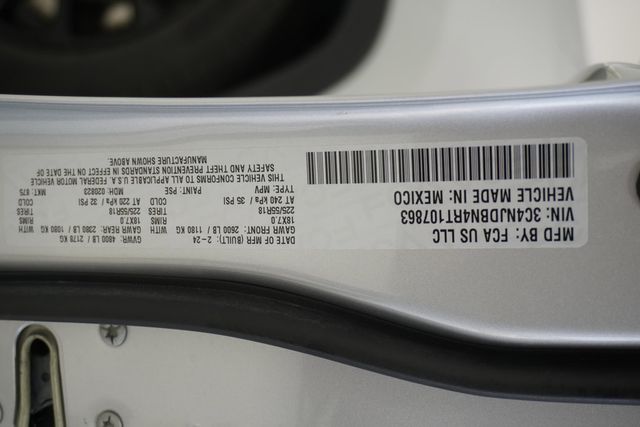 MFD BY: FCA US LLC
VIN: 3C4NJDBN4RT107863
VEHICLE MADE IN: MEXICO
DATE OF MFR (BUILT): 2-24 GVWR: 4800 LB / 2178 KG
GAWR FRONT: 2600 LB 1180 KG WITH GAWR REAR: 2380 LB / 1080 KG WITH
18X7.0 RIMS 18X7.0 RIMS
225/55R18 TIRES 225/55R18 TIRES
AT 240 kPa / 35 PSI COLD AT 220 kPa / 32 PSI COLD
TYPE: MPV PAINT: PSE MDH: 020823 MKT: 675
THIS VEHICLE CONFORMS TO ALL APPLICABLE U.S.A. FEDERAL MOTOR VEHICLE
SAFETY AND THEFT PREVENTION STANDARDS IN EFFECT ON THE DATE OF
MANUFACTURE SHOWN ABOVE.